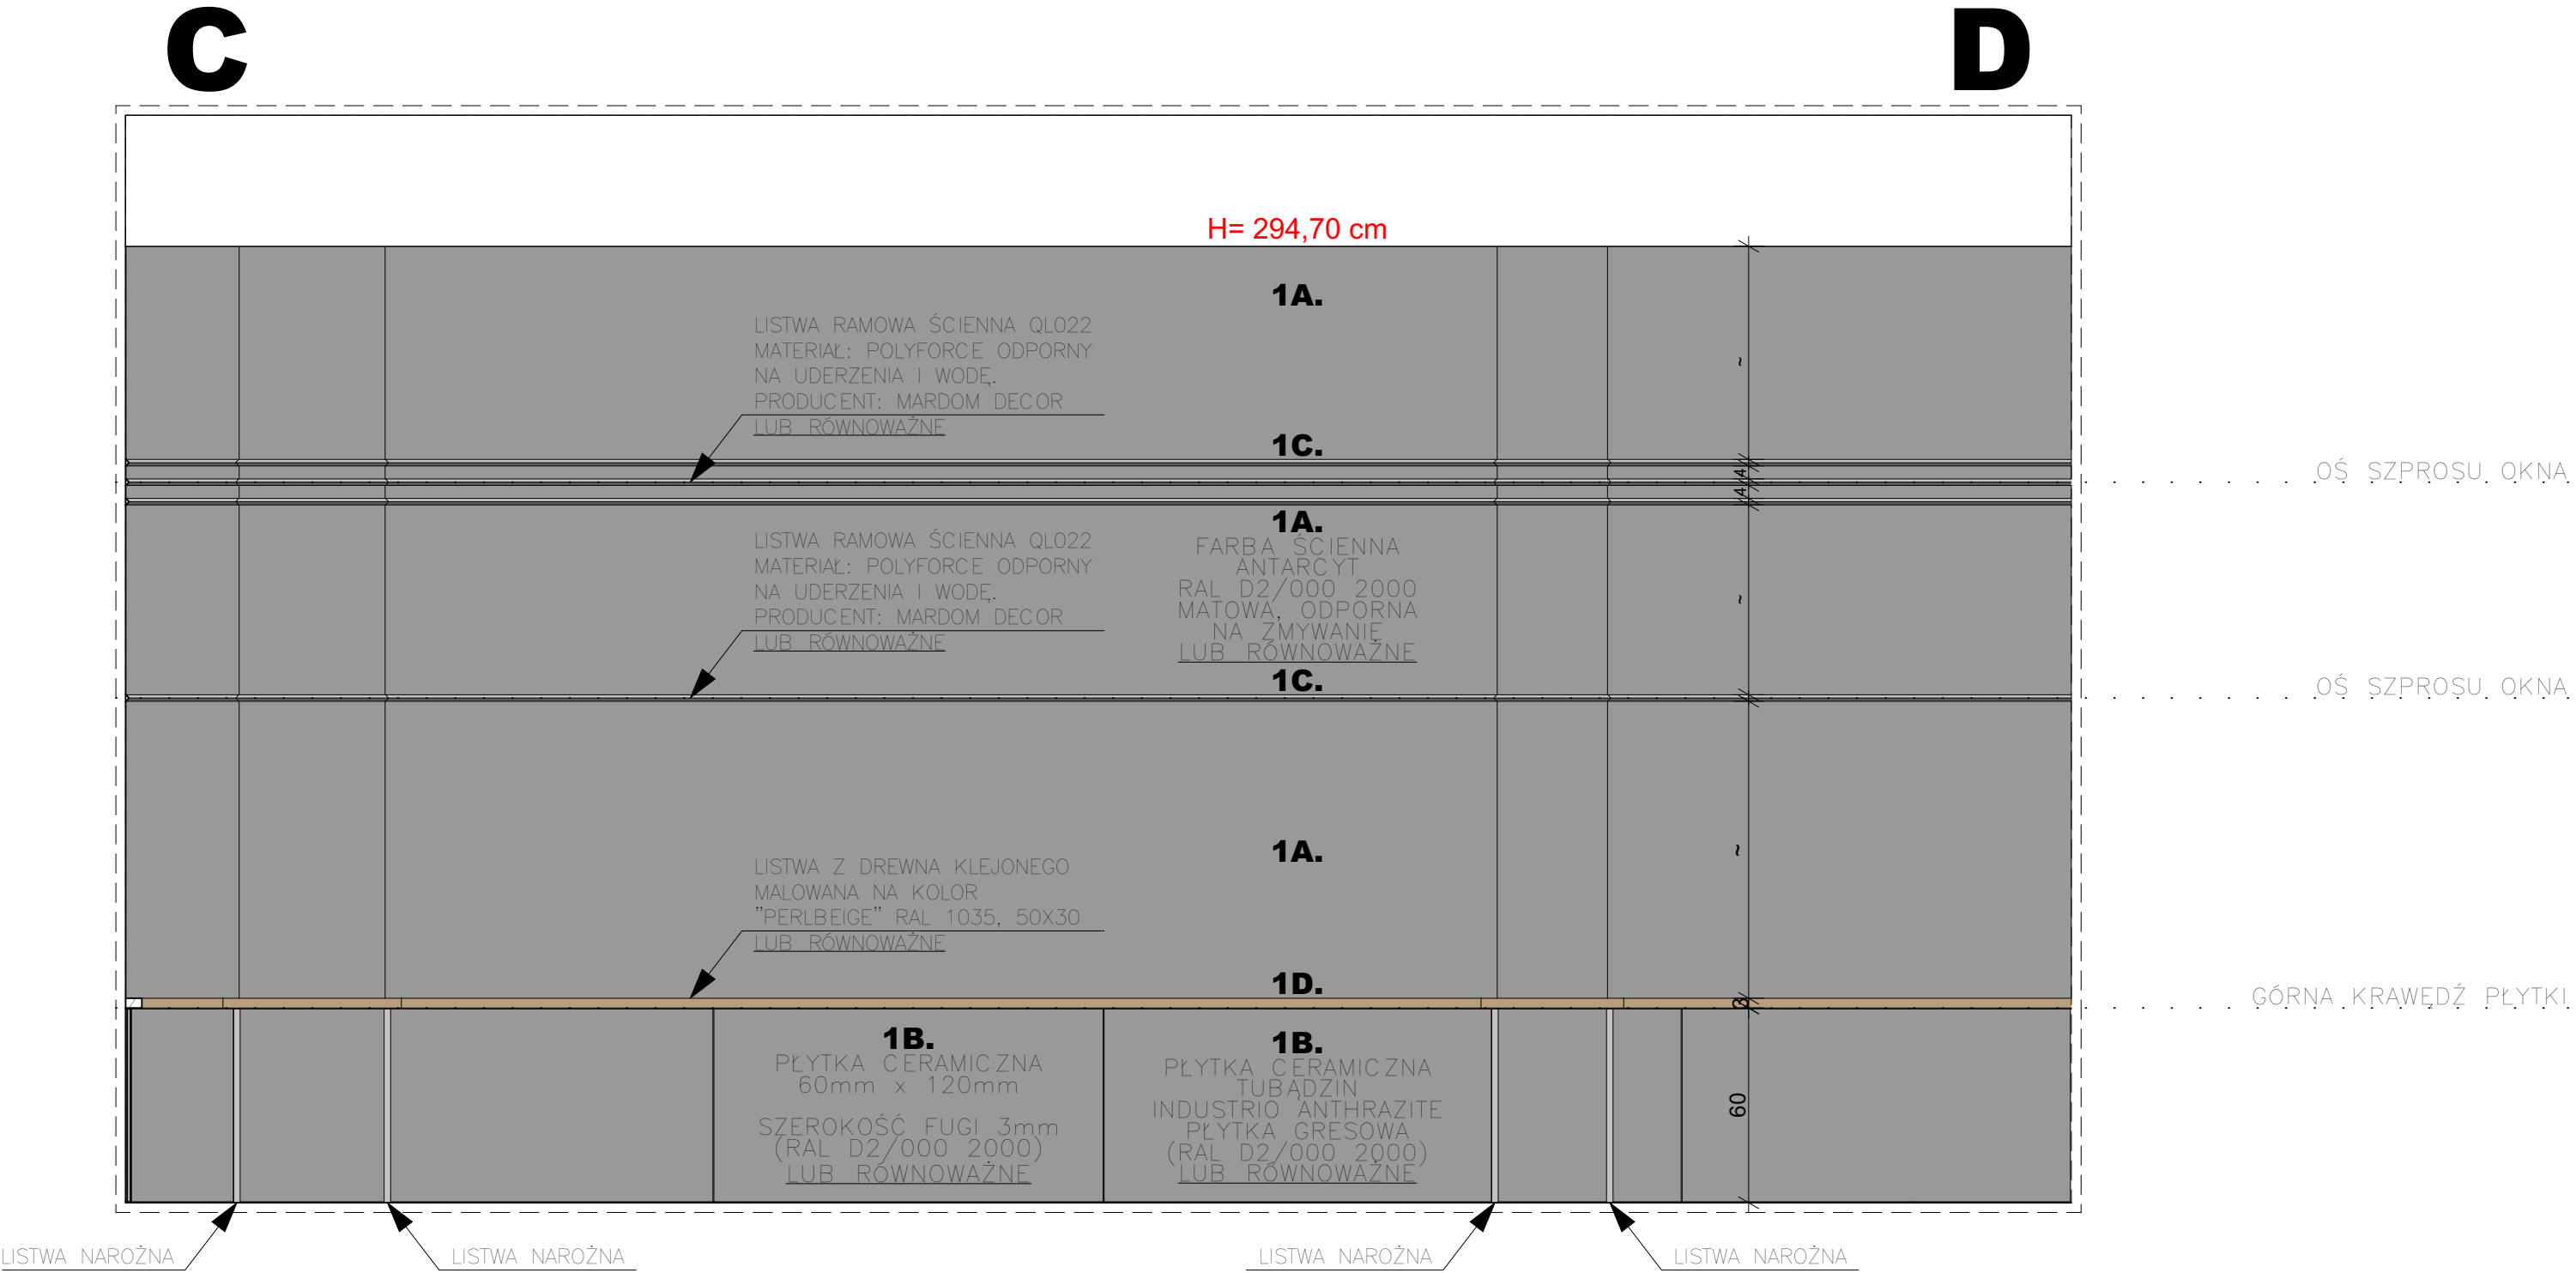 C
D
H= 294,70 cm
1A.
LISTWA RAMOWA ŚCIENNA QL022
MATERIAŁ: POLYFORCE ODPORNY
NA UDERZENIA I WODĘ.
PRODUCENT: MARDOM DECOR
LUB RÓWNOWAŻNE
~
1C.
4
4
OŚ SZPROSU OKNA
1A.
FARBA ŚCIENNA
ANTARCYT
RAL D2/000 2000
MATOWA, ODPORNA
NA ZMYWANIE
LUB RÓWNOWAŻNE
LISTWA RAMOWA ŚCIENNA QL022
MATERIAŁ: POLYFORCE ODPORNY
NA UDERZENIA I WODĘ.
PRODUCENT: MARDOM DECOR
LUB RÓWNOWAŻNE
~
1C.
OŚ SZPROSU OKNA
1A.
~
LISTWA Z DREWNA KLEJONEGO
MALOWANA NA KOLOR
"PERLBEIGE" RAL 1035, 50X30
LUB RÓWNOWAŻNE
1D.
3
GÓRNA KRAWĘDŹ PŁYTKI
1B.
PŁYTKA CERAMICZNA
60mm x 120mm
SZEROKOŚĆ FUGI 3mm
(RAL D2/000 2000)
LUB RÓWNOWAŻNE
1B.
PŁYTKA CERAMICZNA
TUBĄDZIN
INDUSTRIO ANTHRAZITE
PŁYTKA GRESOWA
(RAL D2/000 2000)
LUB RÓWNOWAŻNE
60
LISTWA NAROŻNA
LISTWA NAROŻNA
LISTWA NAROŻNA
LISTWA NAROŻNA